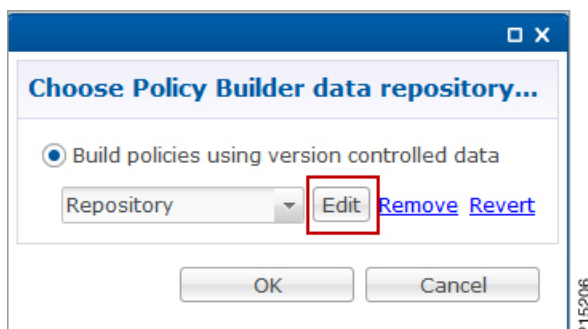 Choose Policy Builder data repository...
Build policies using version controlled data
Repository Edit Remove Revert
OK Cancel